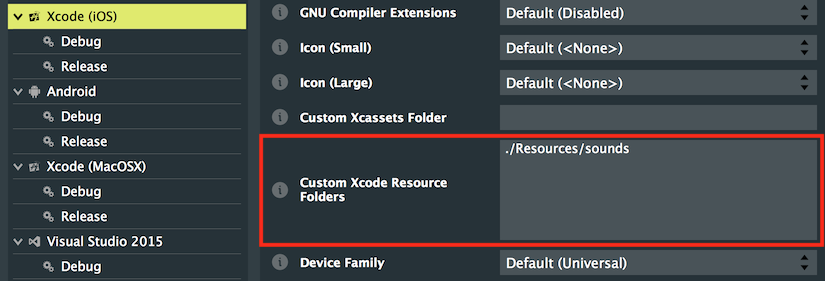 Xcode (iOS)
Debug
Release
Android
Debug
Release
Xcode (MacOSX)
Debug
Release
Visual Studio 2015
Debug
GNU Compiler Extensions
Default (Disabled)
Icon (Small)
Default (<None>)
Icon (Large)
Default (<None>)
Custom Xcassets Folder
Custom Xcode Resource
Folders
./Resources/sounds
Device Family
Default (Universal)